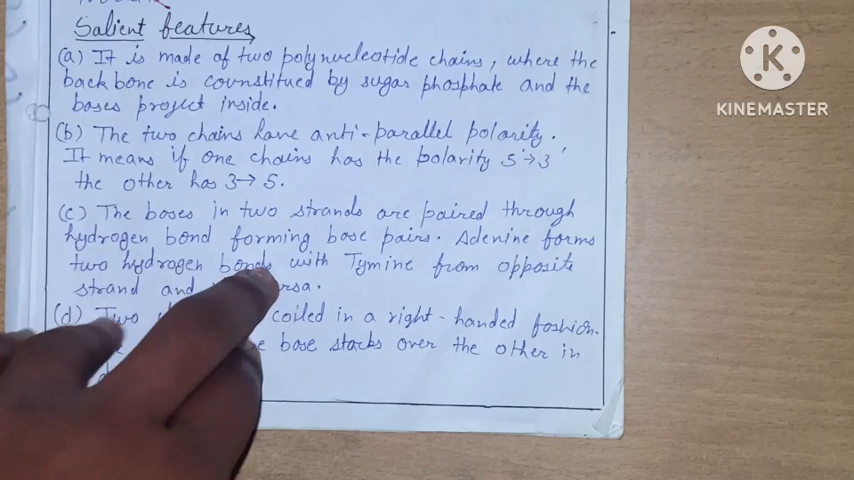 Salient features
(a) It is made of two polynucleotide chains, where the
back bone is covnstitued by sugar phosphate and the
bases project inside.
(b) The two chains have anti-parallel polarity.
It means if one chains has the polarity 5'→3'
the other has 3→5.
(c) The bases in two strands are paired through
hydrogen bond forming base pairs. Adenine forms
two hydrogen bonds with Tymine from opposite
strand and
(d) Two coiled in a right-handed fashion.
base stacks over the other in
KINEMASTER